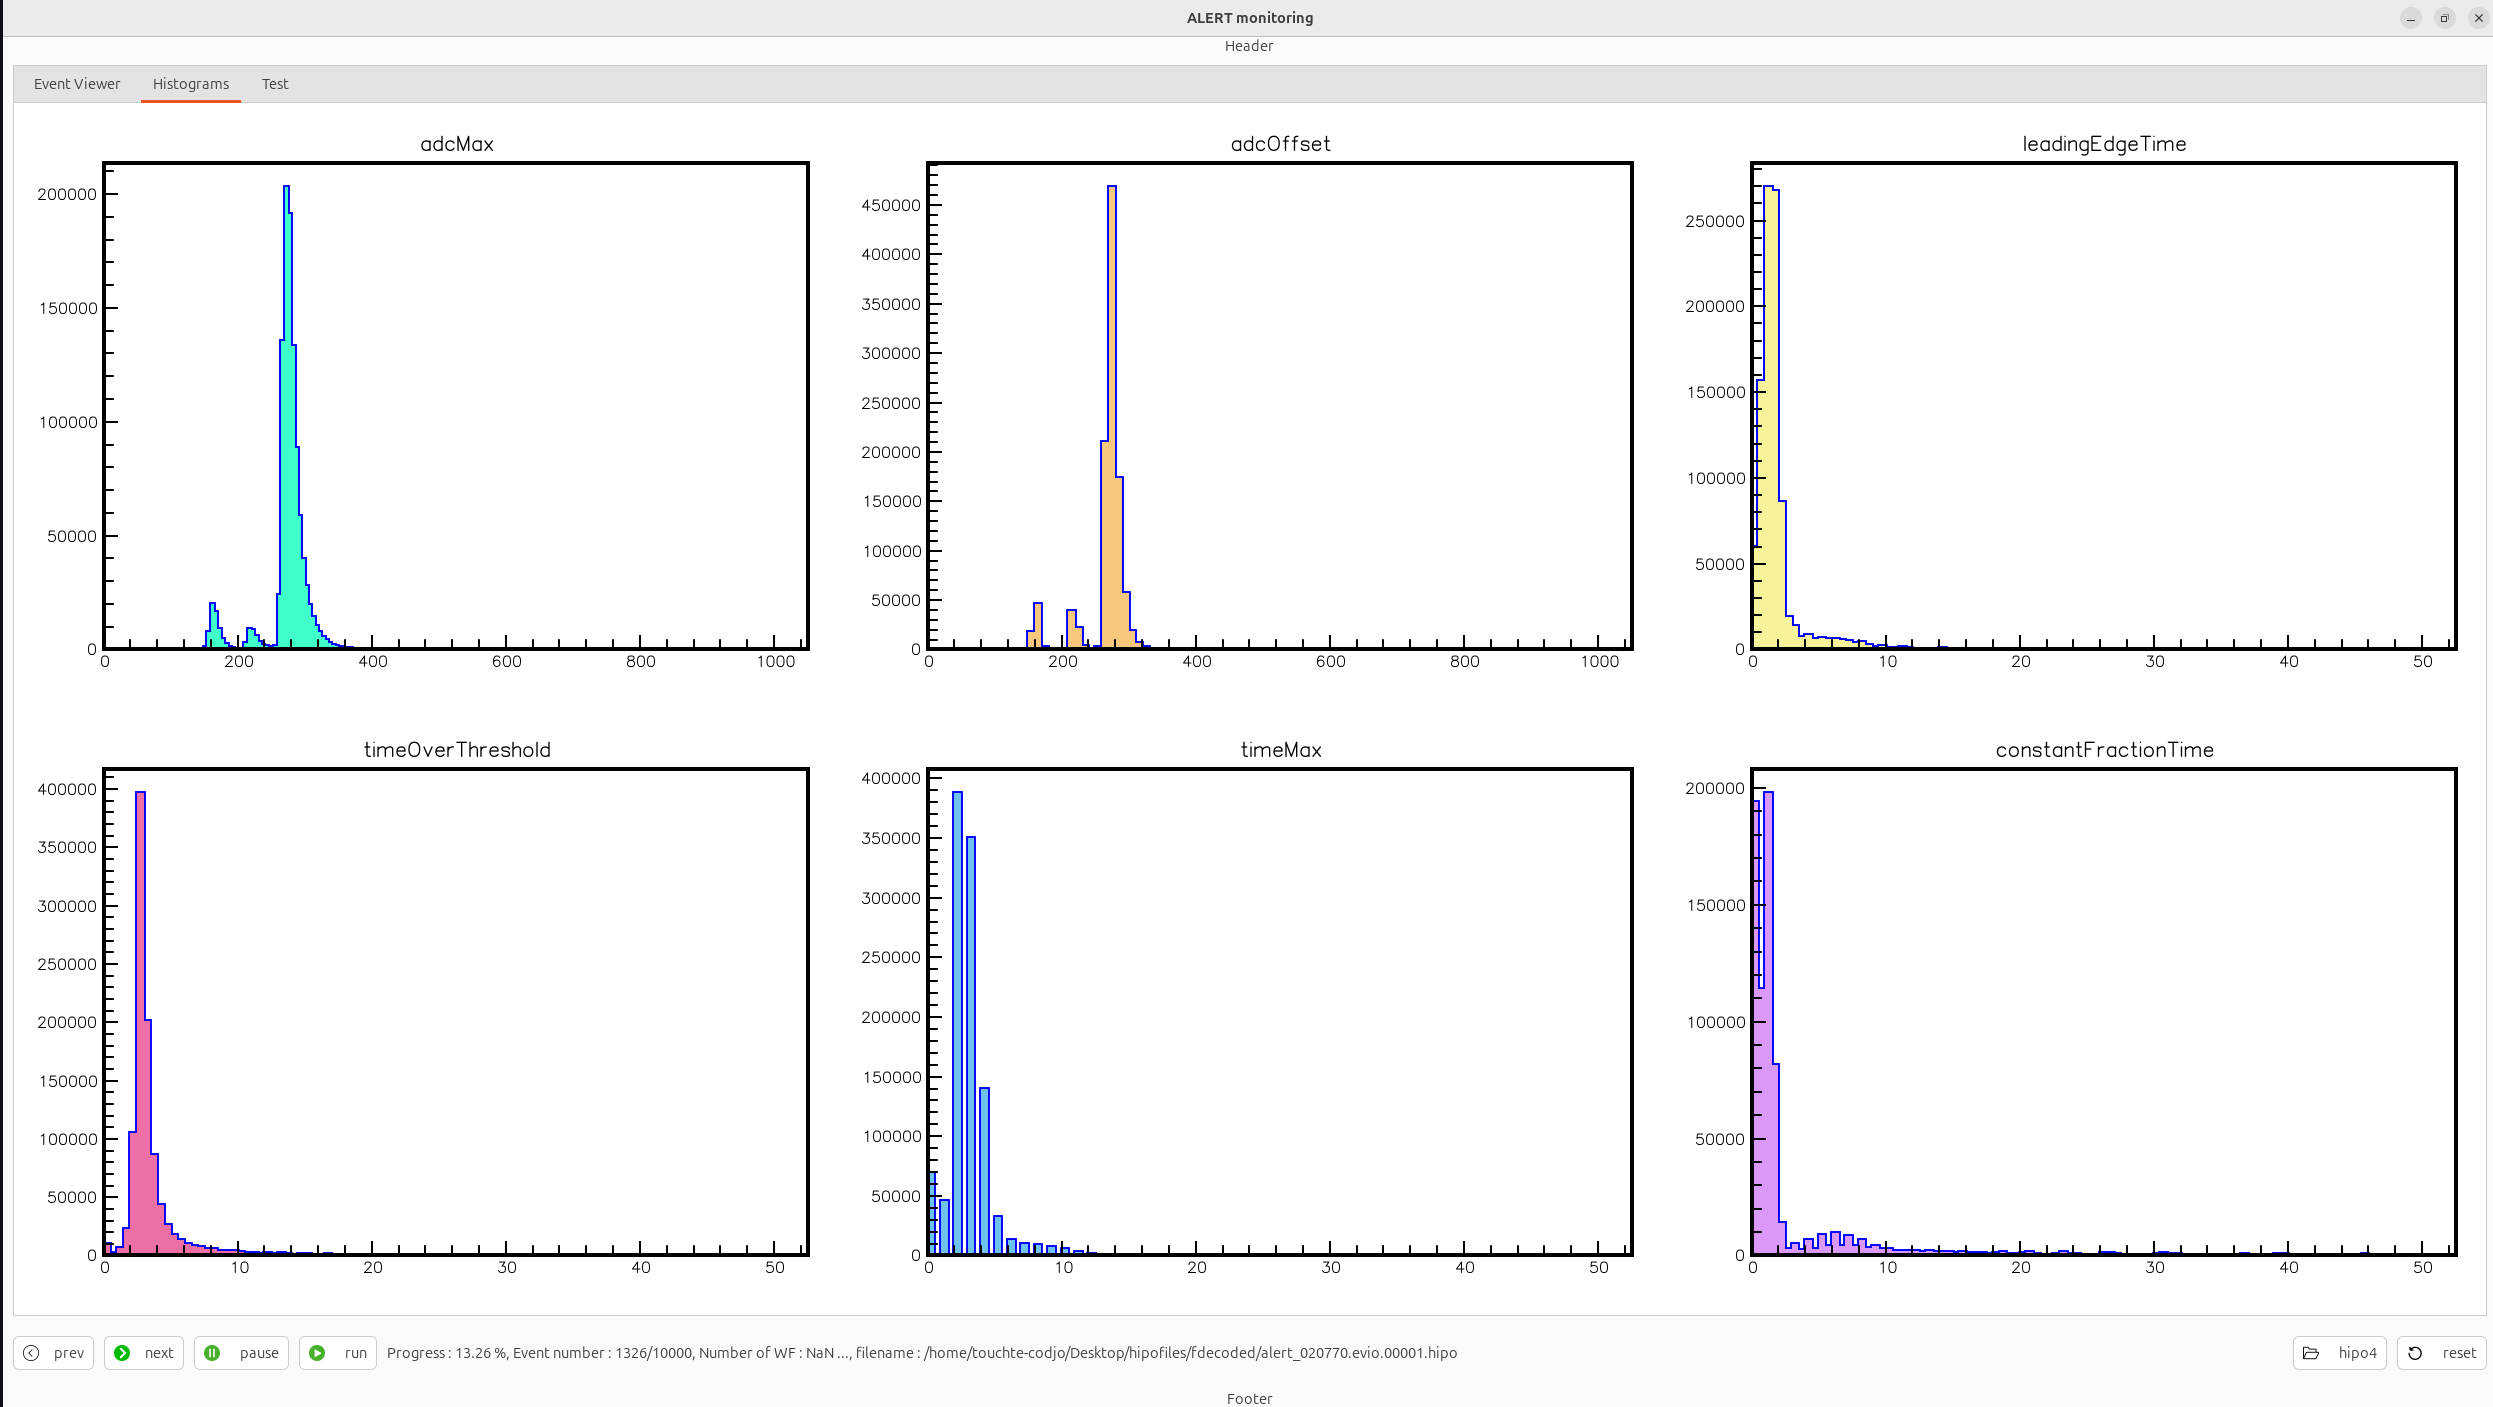 ALERT monitoring
Header
Event Viewer Histograms Test
adcMax
200000
150000
100000
50000
0
0 200 400 600 800 1000
adcOffset
450000
400000
350000
300000
250000
200000
150000
100000
50000
0
0 200 400 600 800 1000
leadingEdgeTime
250000
200000
150000
100000
50000
0
0 10 20 30 40 50
timeOverThreshold
400000
350000
300000
250000
200000
150000
100000
50000
0
0 10 20 30 40 50
timeMax
400000
350000
300000
250000
200000
150000
100000
50000
0
0 10 20 30 40 50
constantFractionTime
200000
150000
100000
50000
0
0 10 20 30 40 50
prev next pause run Progress : 13.26 %, Event number : 1326/10000, Number of WF : NaN ..., filename : /home/touchte-codjo/Desktop/hipofiles/fdecoded/alert_020770.evio.00001.hipo hipo4 reset
Footer